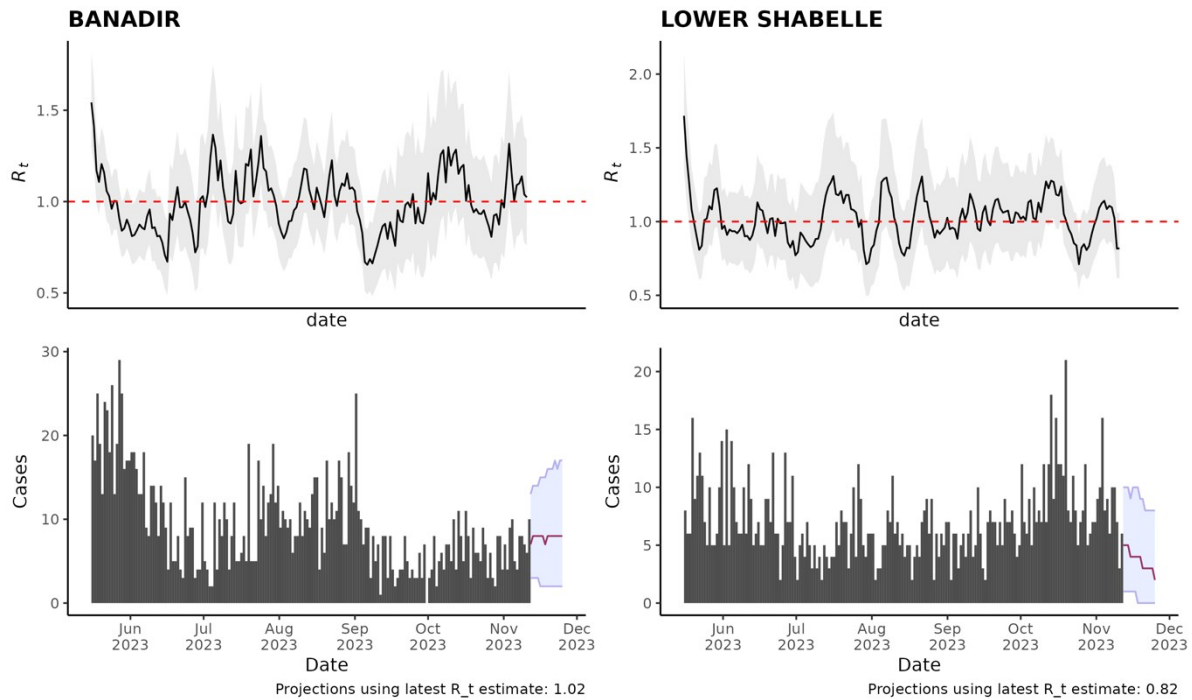 BANADIR
LOWER SHABELLE
1.5
1.0
0.5
R_t
date
2.0
1.5
1.0
0.5
R_t
date
30
20
10
0
Cases
Jun Jul Aug Sep Oct Nov Dec
2023 2023 2023 2023 2023 2023 2023
Date
Projections using latest R_t estimate: 1.02
20
15
10
5
0
Cases
Jun Jul Aug Sep Oct Nov Dec
2023 2023 2023 2023 2023 2023 2023
Date
Projections using latest R_t estimate: 0.82